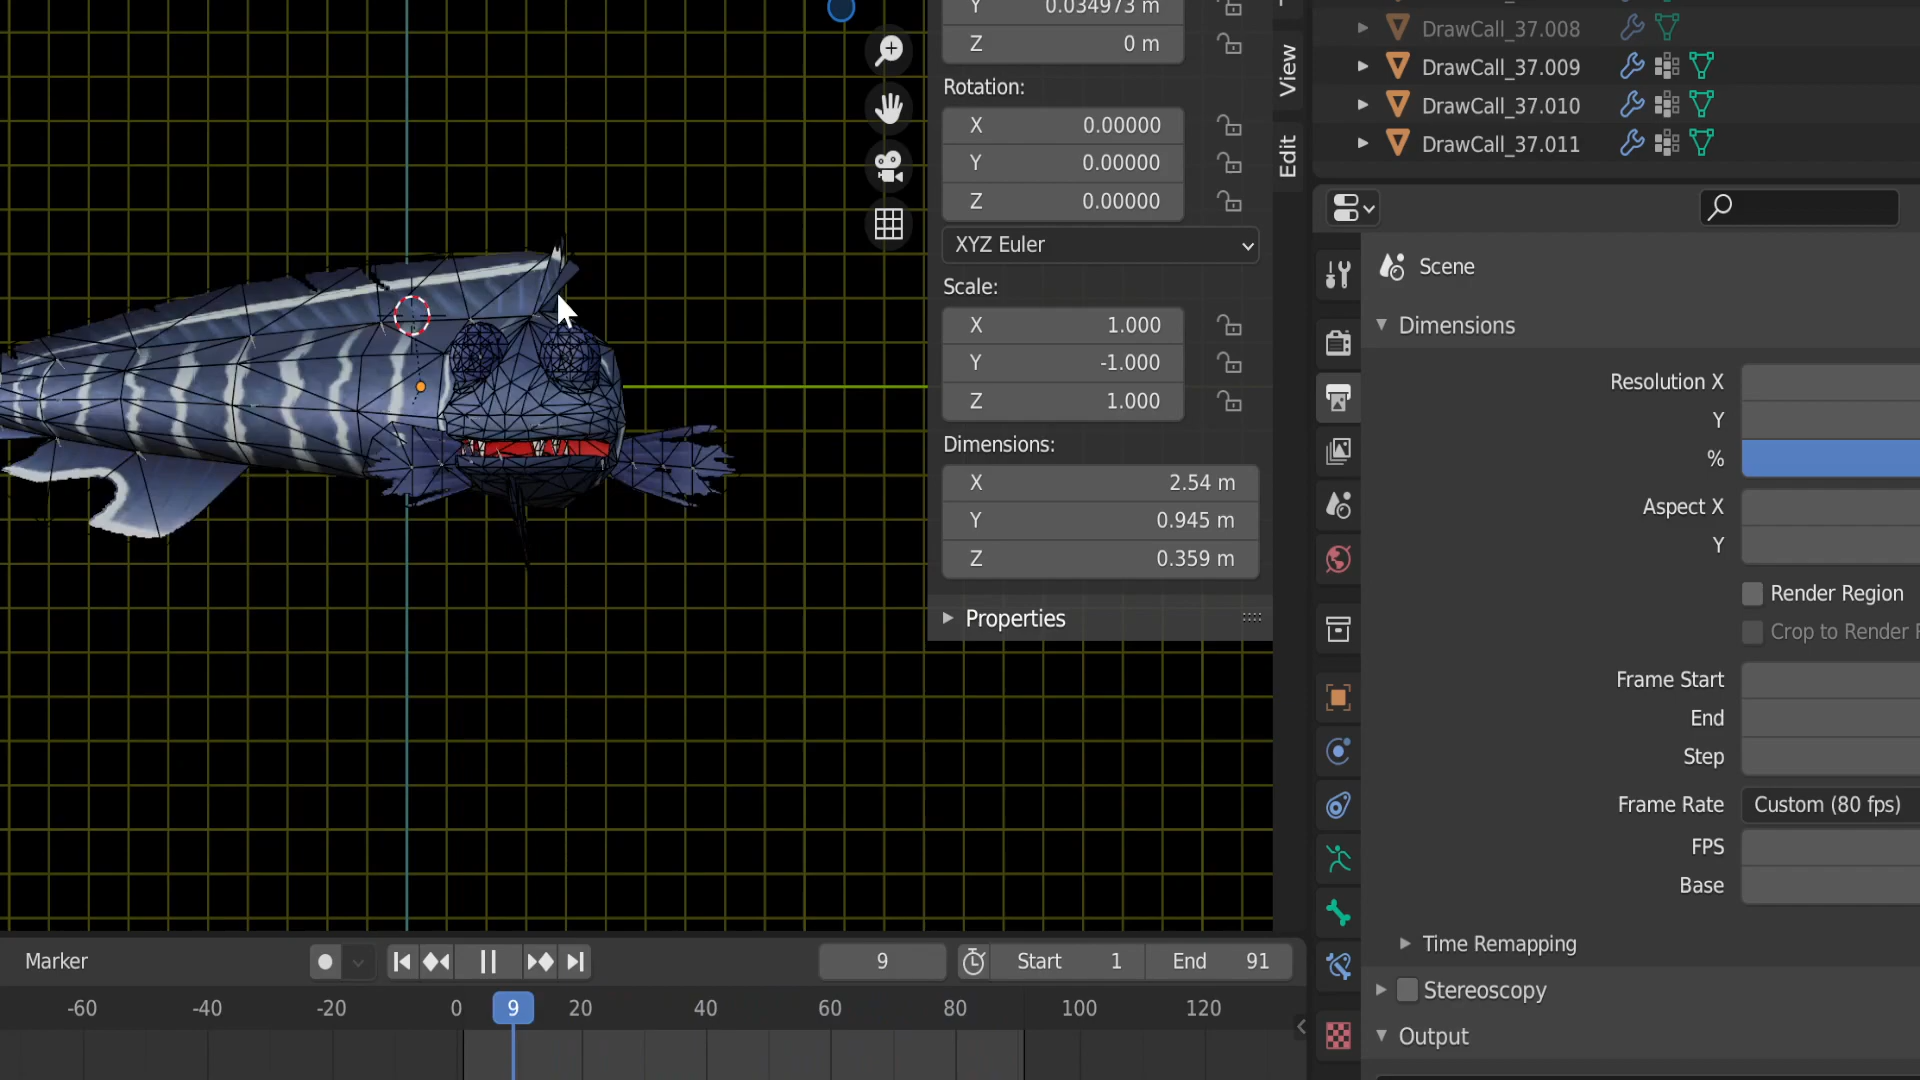 Y 0.034973 m
Z 0 m
Rotation:
X 0.00000
Y 0.00000
Z 0.00000
XYZ Euler
Scale:
X 1.000
Y -1.000
Z 1.000
Dimensions:
X 2.54 m
Y 0.945 m
Z 0.359 m
Properties
View
Edit
DrawCall_37.008
DrawCall_37.009
DrawCall_37.010
DrawCall_37.011
Scene
Dimensions
Resolution X
Y
%
Aspect X
Y
Render Region
Crop to Render
Frame Start
End
Step
Frame Rate Custom (80 fps)
FPS
Base
Time Remapping
Stereoscopy
Output
Marker 9 Start 1 End 91
-60 -40 -20 0 9 20 40 60 80 100 120